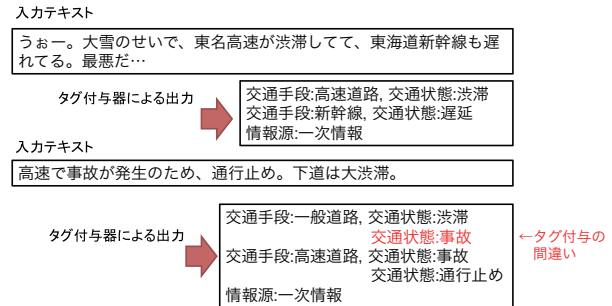 入力テキスト
うぉー。大雪のせいで、東名高速が渋滞してて、東海道新幹線も遅
れてる。最悪だ…
タグ付与器による出力
交通手段:高速道路, 交通状態:渋滞
交通手段:新幹線, 交通状態:遅延
情報源:一次情報
入力テキスト
高速で事故が発生のため、通行止め。下道は大渋滞。
タグ付与器による出力
交通手段:一般道路, 交通状態:渋滞
交通状態:事故
交通手段:高速道路, 交通状態:事故
交通状態:通行止め
情報源:一次情報
←タグ付与の
間違い